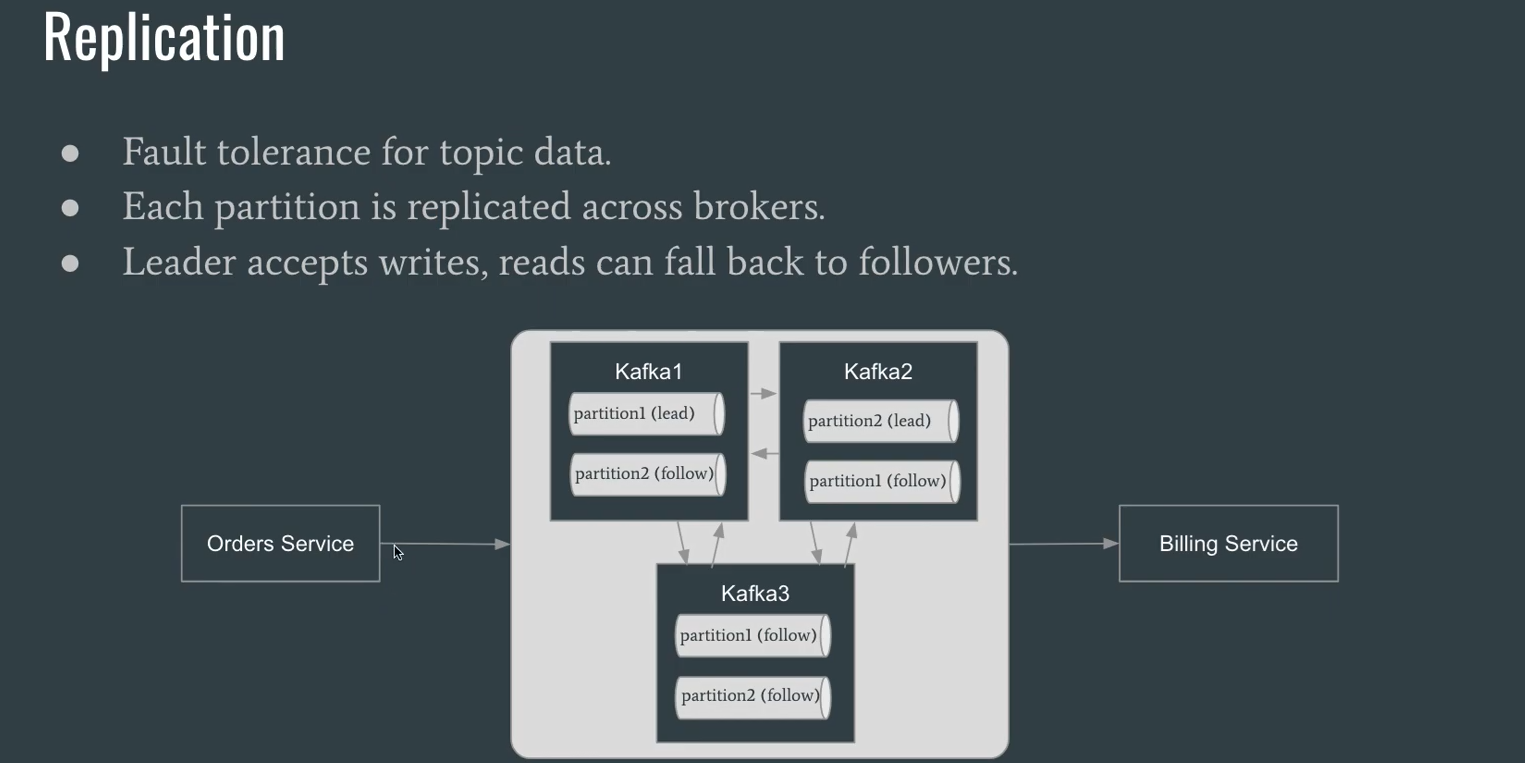 Replication
● Fault tolerance for topic data.
● Each partition is replicated across brokers.
● Leader accepts writes, reads can fall back to followers.
Kafka1
partition1 (lead)
partition2 (follow)
Kafka2
partition2 (lead)
partition1 (follow)
Orders Service
Billing Service
Kafka3
partition1 (follow)
partition2 (follow)